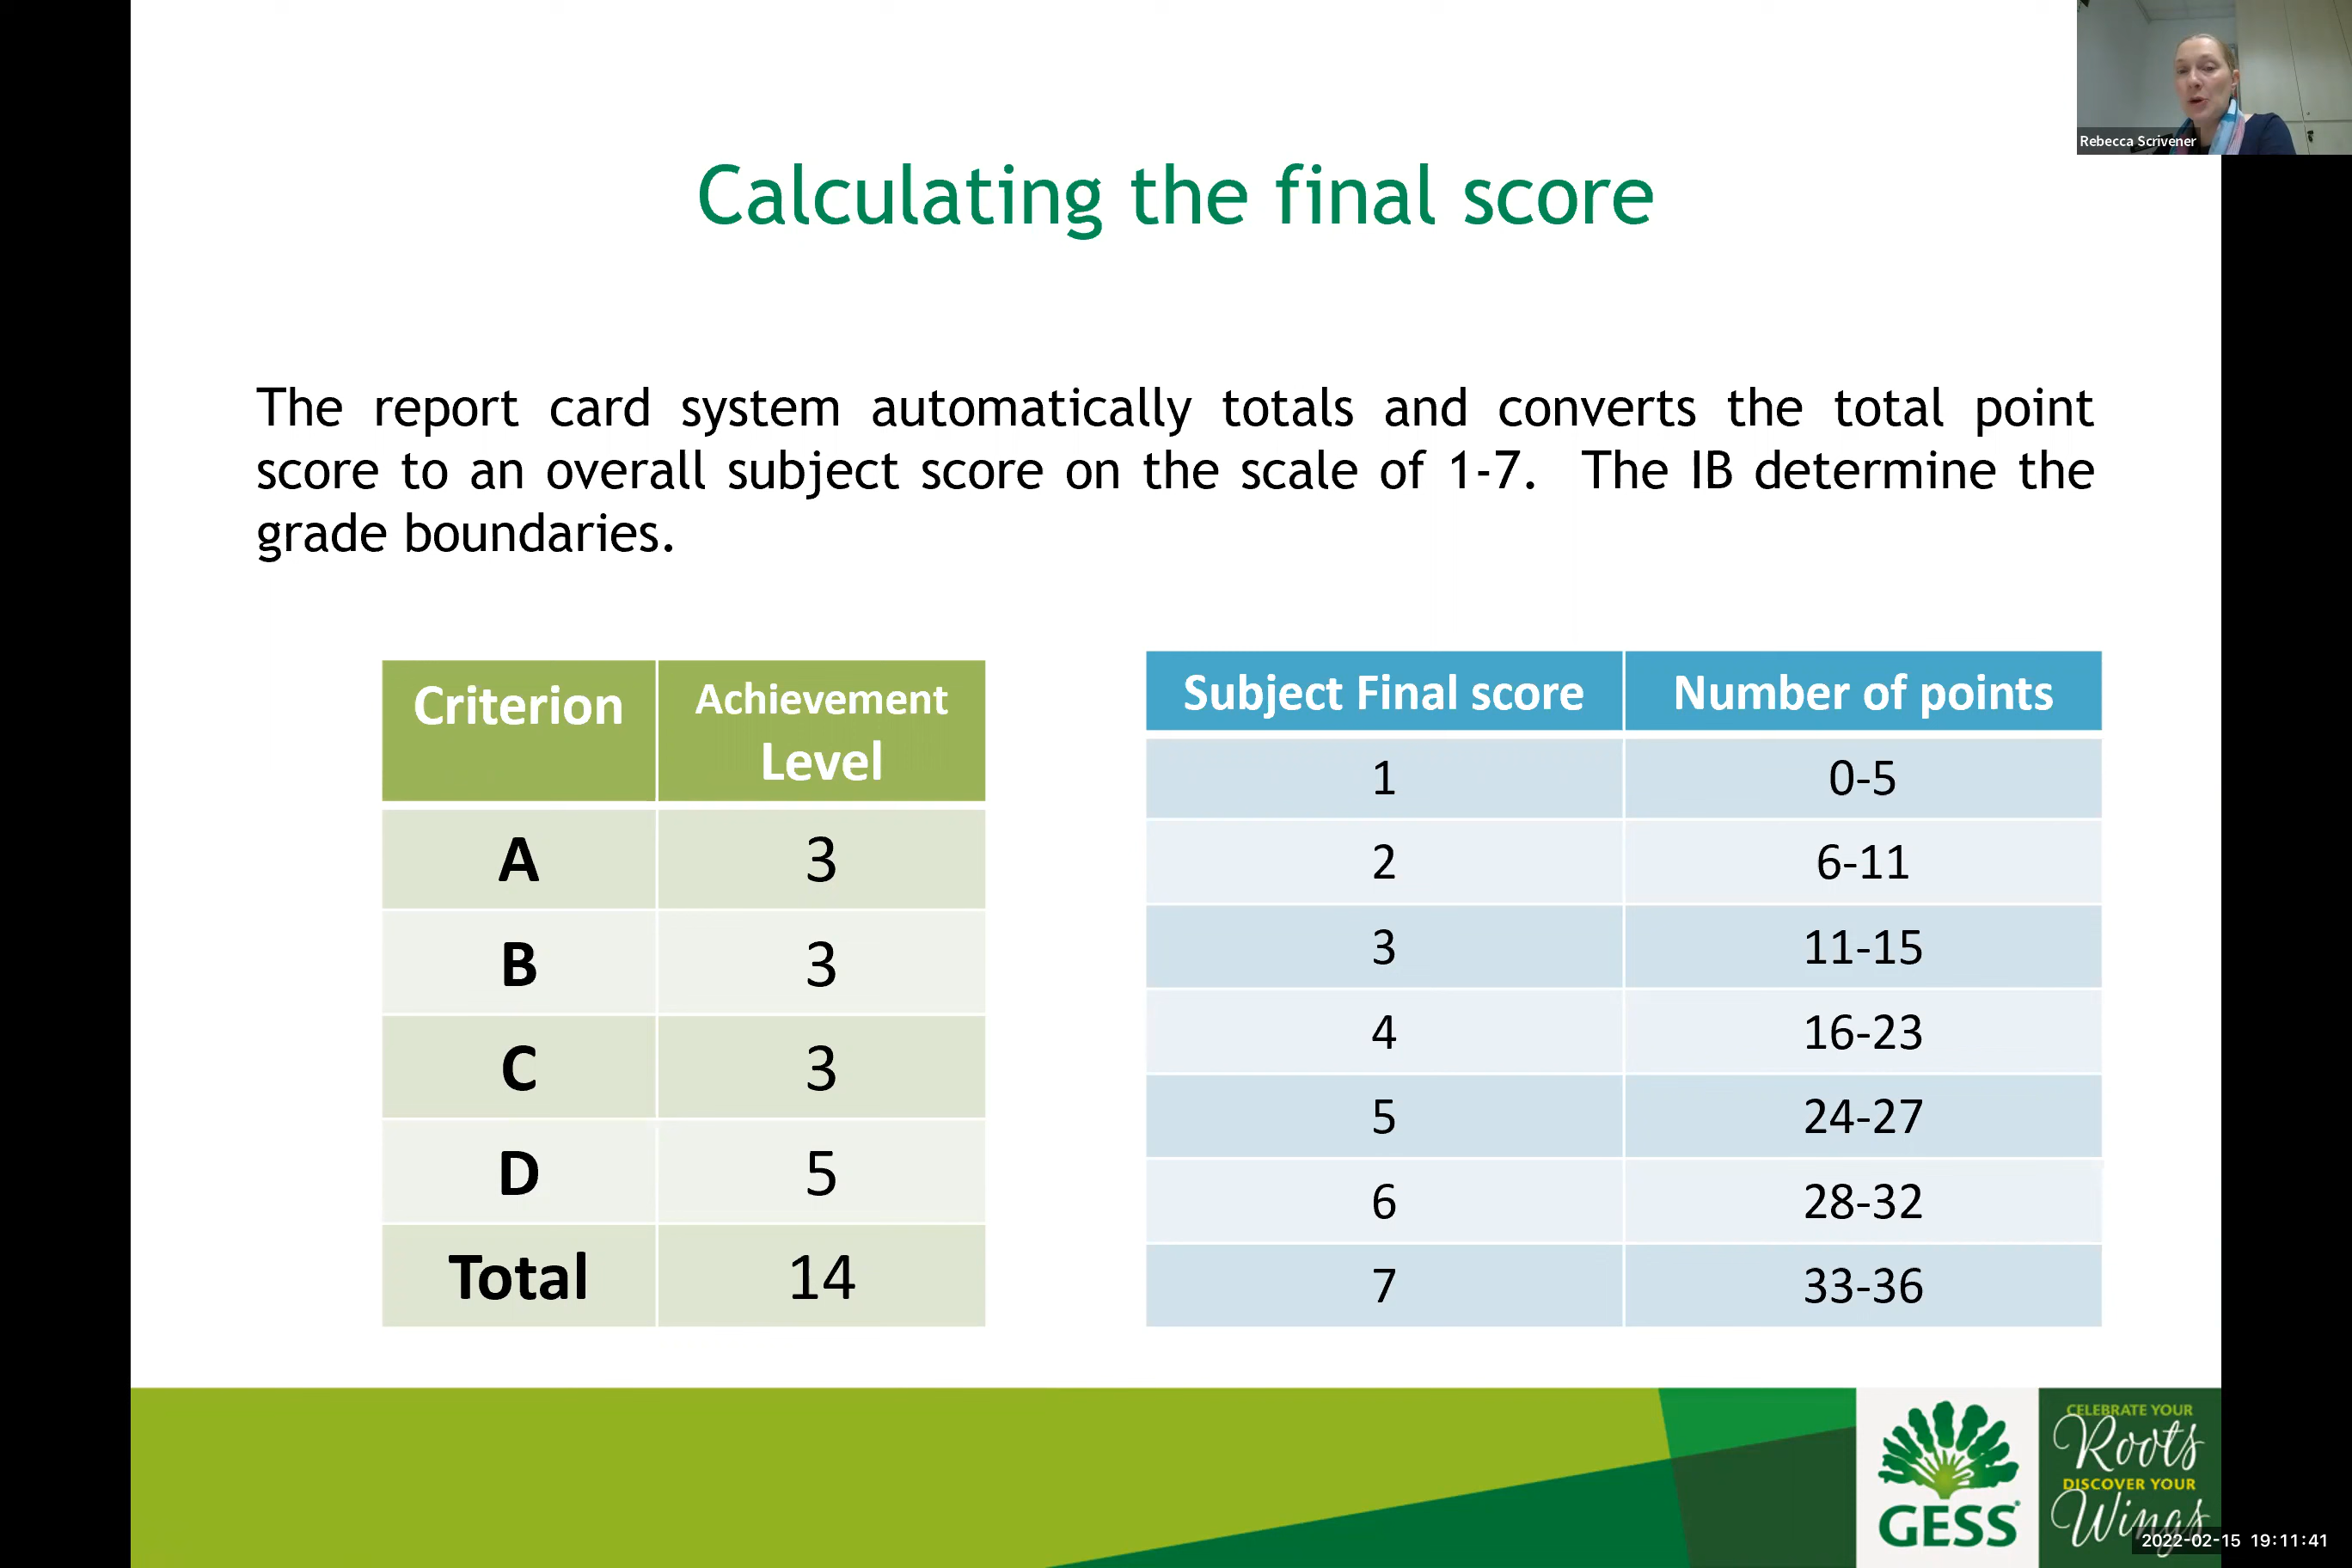 Rebecca Scrivener
Calculating the final score
The report card system automatically totals and converts the total point
score to an overall subject score on the scale of 1-7. The IB determine the
grade boundaries.
Criterion Achievement Level
A 3
B 3
C 3
D 5
Total 14
Subject Final score Number of points
1 0-5
2 6-11
3 11-15
4 16-23
5 24-27
6 28-32
7 33-36
GESS
CELEBRATE YOUR
Roots
DISCOVER YOUR
Wings
2022-02-15 19:11:41